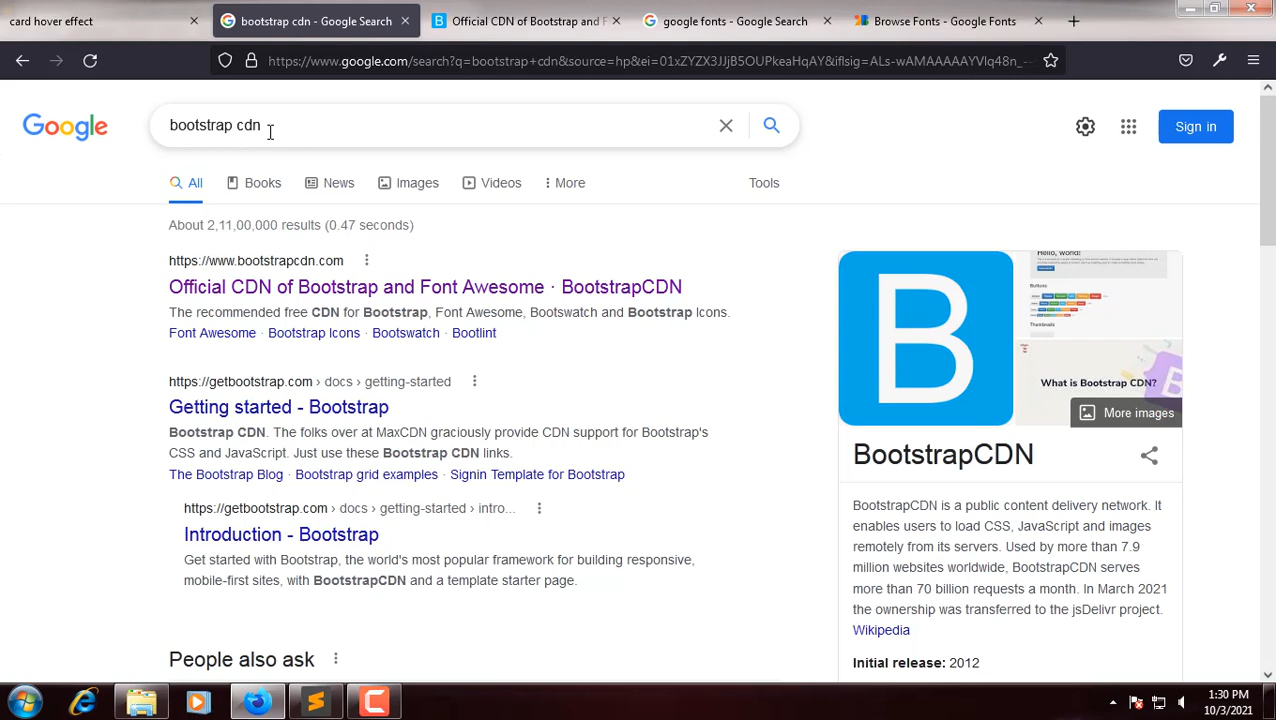 card hover effect
bootstrap cdn - Google Search
Official CDN of Bootstrap and F
google fonts - Google Search
Browse Fonts - Google Fonts
https://www.google.com/search?q=bootstrap+cdn&source=hp&ei=01xZYZX3JJjB5OUPkeaHqAY&iflsig=ALs-wAMAAAAAYVlq48n_--
Google
bootstrap cdn
Sign in
All
Books
News
Images
Videos
More
Tools
About 2,11,00,000 results (0.47 seconds)
https://www.bootstrapcdn.com
Official CDN of Bootstrap and Font Awesome · BootstrapCDN
The recommended free CDN for Bootstrap, Font Awesome, Bootswatch and Bootstrap Icons.
Font Awesome · Bootstrap Icons · Bootswatch · Bootlint
https://getbootstrap.com › docs › getting-started
Getting started - Bootstrap
Bootstrap CDN. The folks over at MaxCDN graciously provide CDN support for Bootstrap's
CSS and JavaScript. Just use these Bootstrap CDN links.
The Bootstrap Blog · Bootstrap grid examples · Signin Template for Bootstrap
https://getbootstrap.com › docs › getting-started › intro...
Introduction - Bootstrap
Get started with Bootstrap, the world's most popular framework for building responsive,
mobile-first sites, with BootstrapCDN and a template starter page.
People also ask
B
Hello, world!
Buttons
Thumbnails
What is Bootstrap CDN?
More images
BootstrapCDN
BootstrapCDN is a public content delivery network. It
enables users to load CSS, JavaScript and images
remotely from its servers. Used by more than 7.9
million websites worldwide, BootstrapCDN serves
more than 70 billion requests a month. In March 2021
the ownership was transferred to the jsDelivr project.
Wikipedia
Initial release: 2012
1:30 PM
10/3/2021